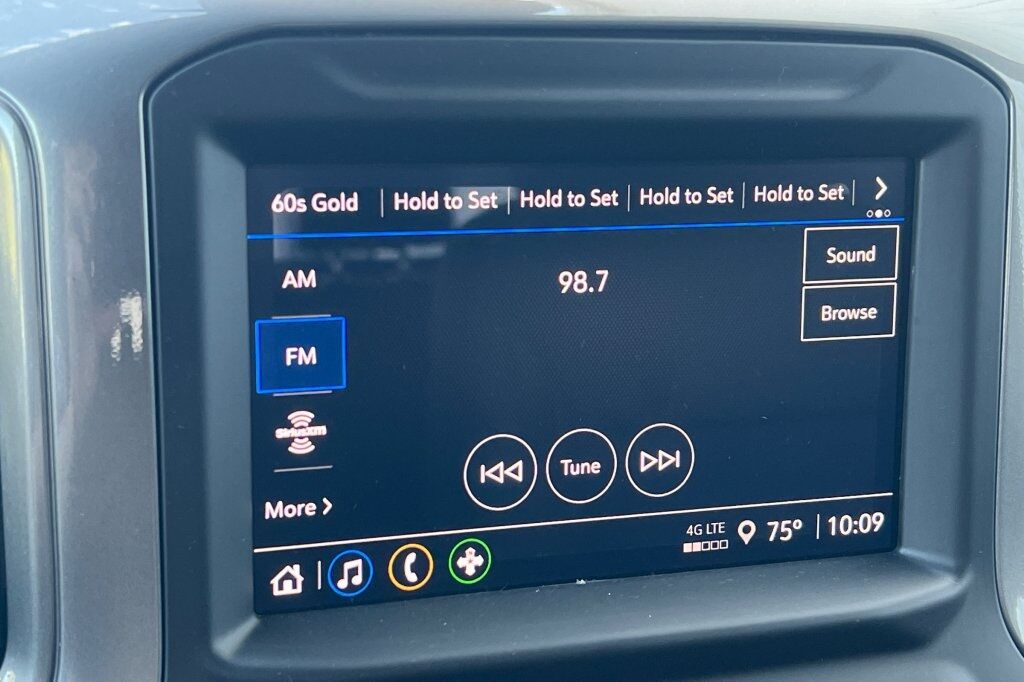 60s Gold
Hold to Set
Hold to Set
Hold to Set
Hold to Set
Sound
AM
98.7
Browse
FM
SiriusXM
Tune
More
4G LTE
75°
10:09